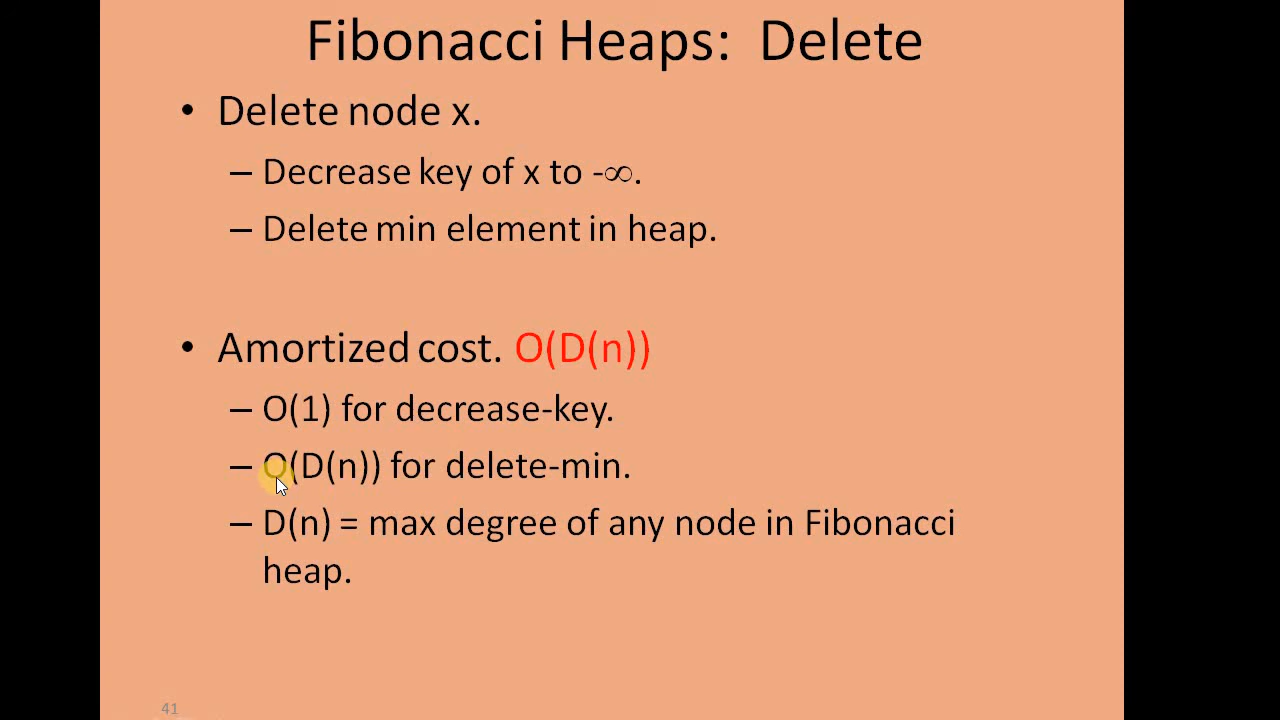 Fibonacci Heaps: Delete
• Delete node x.
– Decrease key of x to -∞.
– Delete min element in heap.
• Amortized cost. O(D(n))
– O(1) for decrease-key.
– O(D(n)) for delete-min.
– D(n) = max degree of any node in Fibonacci
heap.
41